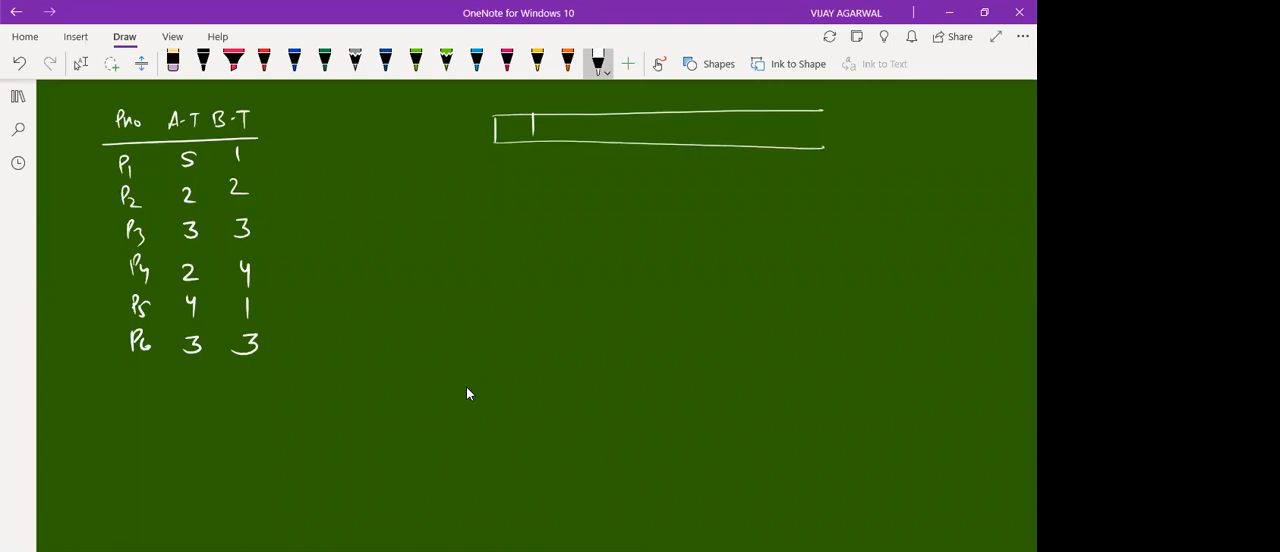 OneNote for Windows 10
VIJAY AGARWAL
Home Insert Draw View Help
Share
Shapes Ink to Shape Ink to Text
Pno A-T B-T
P1 5 1
P2 2 2
P3 3 3
P4 2 4
P5 4 1
P6 3 3